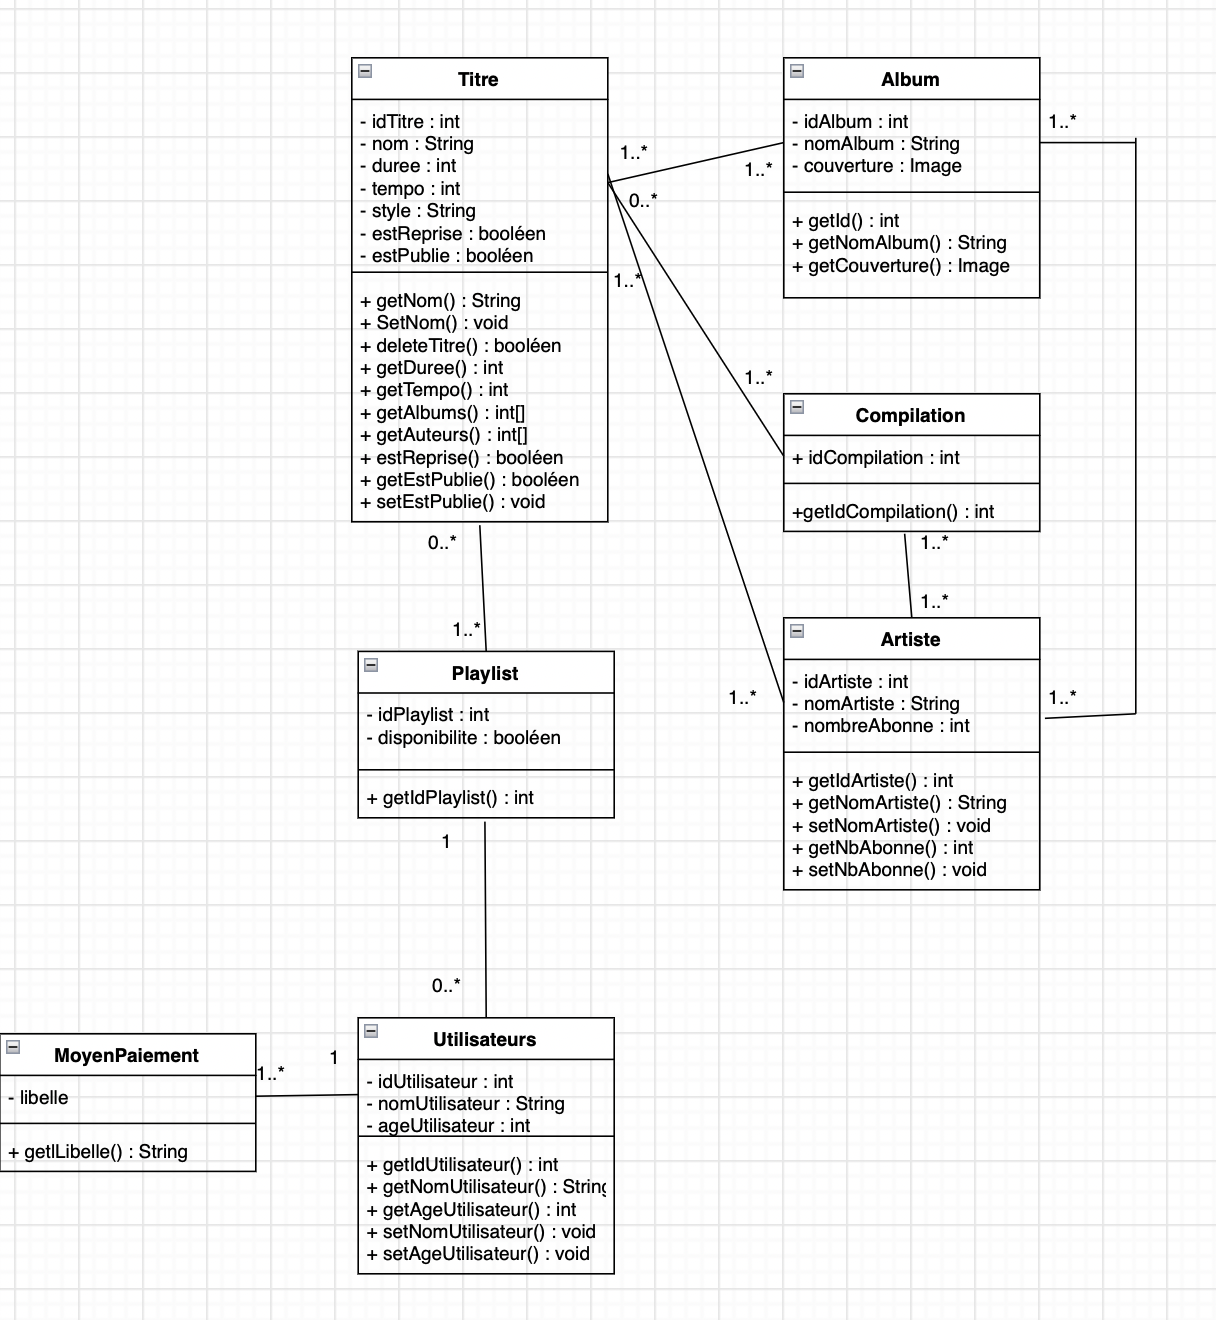 Titre
- idTitre : int
- nom : String
- duree : int
- tempo : int
- style : String
- estReprise : booléen
- estPublie : booléen
+ getNom() : String
+ SetNom() : void
+ deleteTitre() : booléen
+ getDuree() : int
+ getTempo() : int
+ getAlbums() : int[]
+ getAuteurs() : int[]
+ estReprise() : booléen
+ getEstPublie() : booléen
+ setEstPublie() : void
1..*
1..*
0..*
1..*
Album
- idAlbum : int
- nomAlbum : String
- couverture : Image
+ getId() : int
+ getNomAlbum() : String
+ getCouverture() : Image
1..*
1..*
Compilation
+ idCompilation : int
+getIdCompilation() : int
1..*
1..*
0..*
1..*
Artiste
- idArtiste : int
- nomArtiste : String
- nombreAbonne : int
+ getIdArtiste() : int
+ getNomArtiste() : String
+ setNomArtiste() : void
+ getNbAbonne() : int
+ setNbAbonne() : void
1..*
1..*
Playlist
- idPlaylist : int
- disponibilite : booléen
+ getIdPlaylist() : int
1
0..*
MoyenPaiement
- libelle
+ getlLibelle() : String
1..*
1
Utilisateurs
- idUtilisateur : int
- nomUtilisateur : String
- ageUtilisateur : int
+ getIdUtilisateur() : int
+ getNomUtilisateur() : String
+ getAgeUtilisateur() : int
+ setNomUtilisateur() : void
+ setAgeUtilisateur() : void